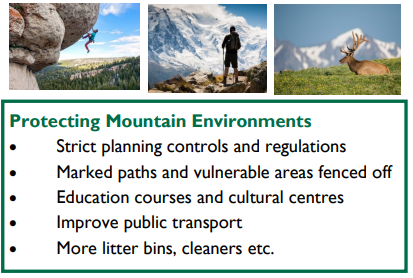 Protecting Mountain Environments
• Strict planning controls and regulations
• Marked paths and vulnerable areas fenced off
• Education courses and cultural centres
• Improve public transport
• More litter bins, cleaners etc.